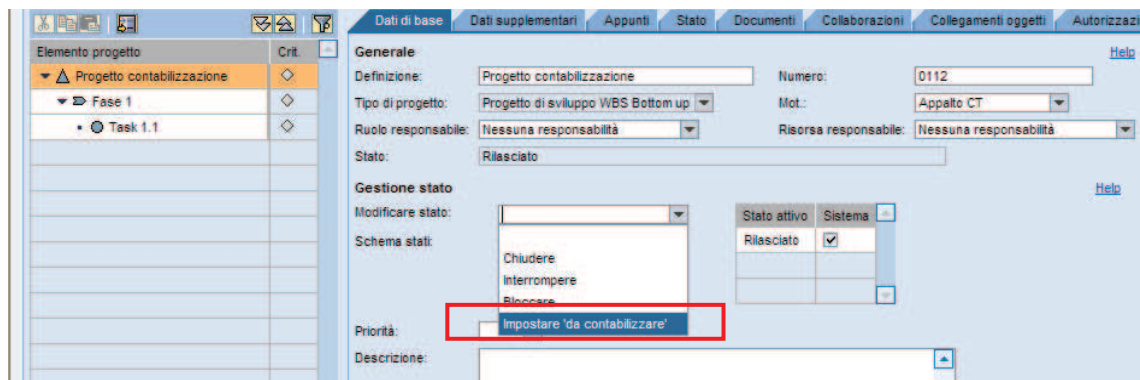 Dati di base Dati supplementari Appunti Stato Documenti Collaborazioni Collegamenti oggetti Autorizzazi
Elemento progetto Crit.
Progetto contabilizzazione
Fase 1
Task 1.1
Generale Help
Definizione: Progetto contabilizzazione Numero: 0112
Tipo di progetto: Progetto di sviluppo WBS Bottom up Mot.: Appalto CT
Ruolo responsabile: Nessuna responsabilità Risorsa responsabile: Nessuna responsabilità
Stato: Rilasciato
Gestione stato Help
Modificare stato: Stato attivo Sistema
Schema stati: Rilasciato
Chiudere
Interrompere
Bloccare
Impostare 'da contabilizzare'
Priorità:
Descrizione: